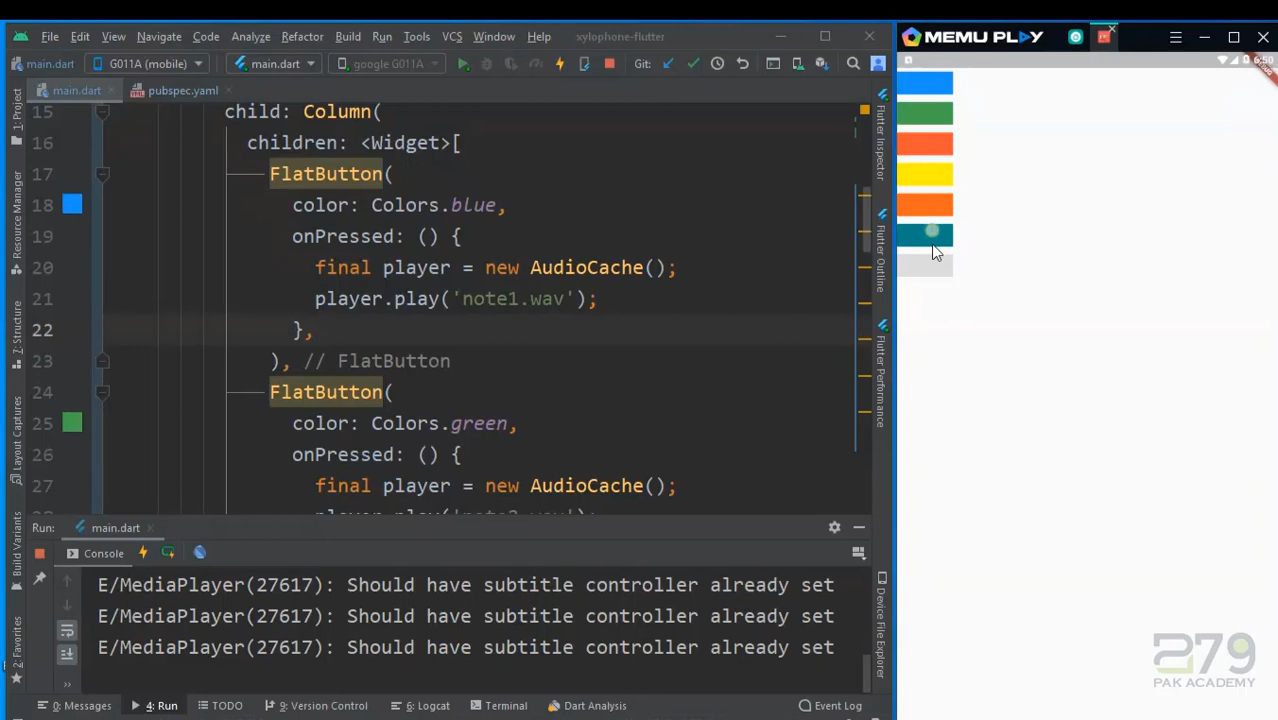 File Edit View Navigate Code Analyze Refactor Build Run Tools VCS Window Help xylophone-flutter
MEMU PLAY
main.dart G011A (mobile) main.dart google G011A Git:
6:50
main.dart pubspec.yaml
15 child: Column(
16 children: <Widget>[
17 FlatButton(
18 color: Colors.blue,
19 onPressed: () {
20 final player = new AudioCache();
21 player.play('note1.wav');
22 },
23 ), // FlatButton
24 FlatButton(
25 color: Colors.green,
26 onPressed: () {
27 final player = new AudioCache();
player.play('note2.wav');
1: Project
Resource Manager
7: Structure
Layout Captures
Build Variants
2: Favorites
Flutter Inspector
Flutter Outline
Flutter Performance
Device File Explorer
Run: main.dart
Console
E/MediaPlayer(27617): Should have subtitle controller already set
E/MediaPlayer(27617): Should have subtitle controller already set
E/MediaPlayer(27617): Should have subtitle controller already set
0: Messages 4: Run TODO 9: Version Control 6: Logcat Terminal Dart Analysis Event Log
279
PAK ACADEMY